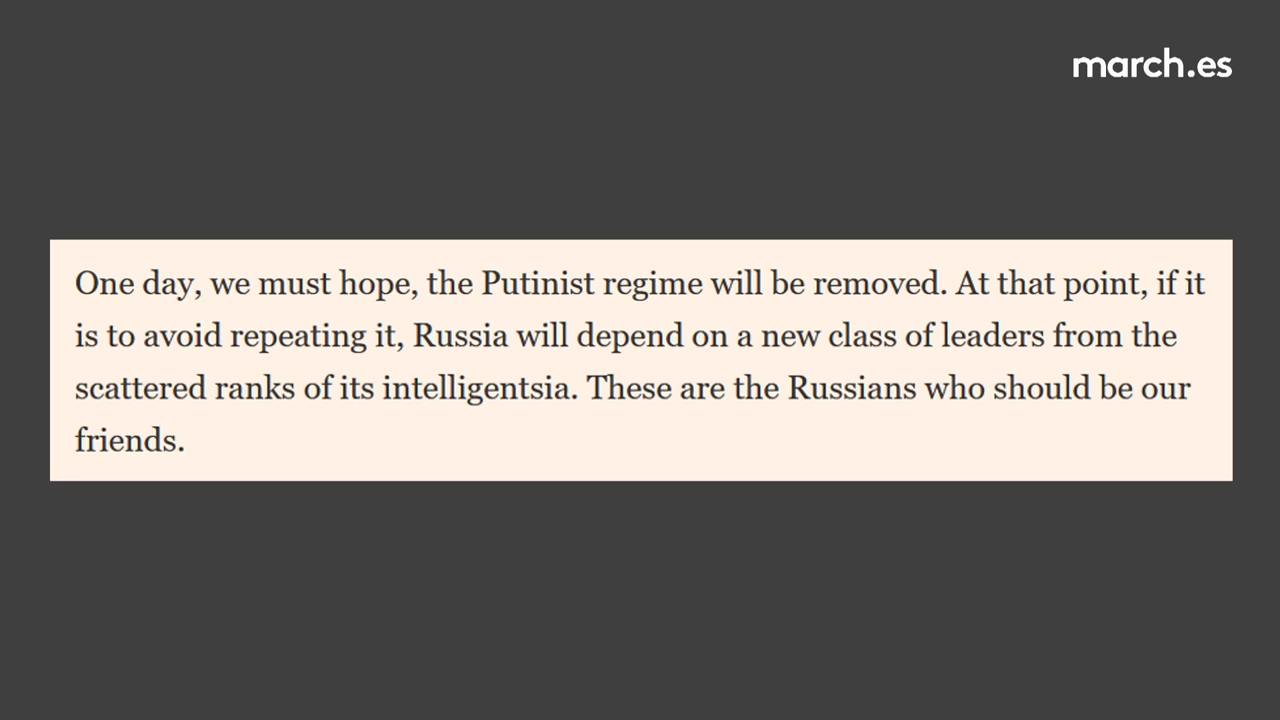 march.es
One day, we must hope, the Putinist regime will be removed. At that point, if it
is to avoid repeating it, Russia will depend on a new class of leaders from the
scattered ranks of its intelligentsia. These are the Russians who should be our
friends.